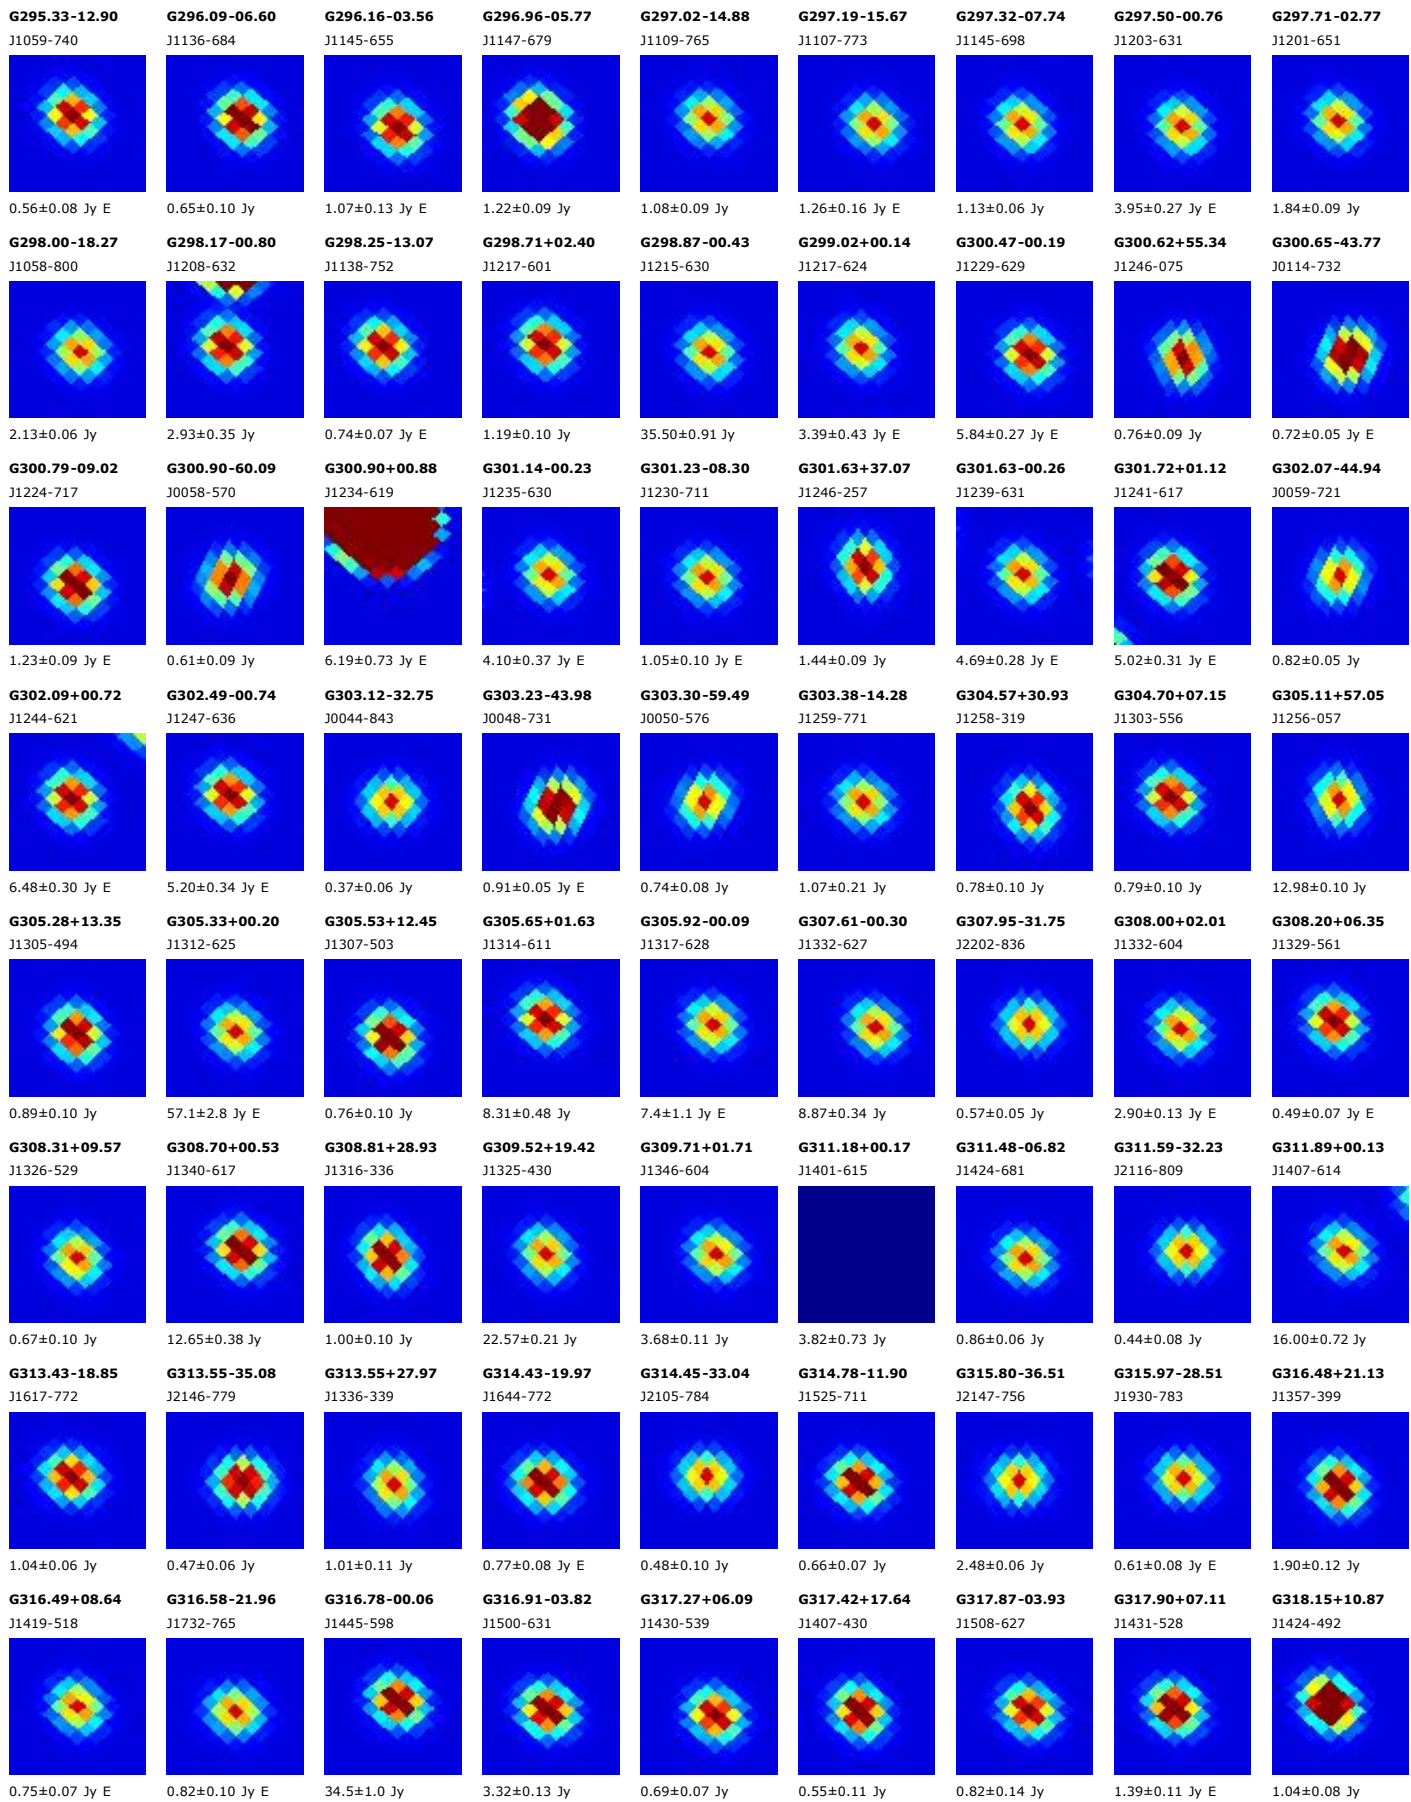 G295.33-12.90 G296.09-06.60 G296.16-03.56 G296.96-05.77 G297.02-14.88 G297.19-15.67 G297.32-07.74 G297.50-00.76 G297.71-02.77
J1059-740 J1136-684 J1145-655 J1147-679 J1109-765 J1107-773 J1145-698 J1203-631 J1201-651
0.56±0.08 Jy E 0.65±0.10 Jy 1.07±0.13 Jy E 1.22±0.09 Jy 1.08±0.09 Jy 1.26±0.16 Jy E 1.13±0.06 Jy 3.95±0.27 Jy E 1.84±0.09 Jy
G298.00-18.27 G298.17-00.80 G298.25-13.07 G298.71+02.40 G298.87-00.43 G299.02+00.14 G300.47-00.19 G300.62+55.34 G300.65-43.77
J1058-800 J1208-632 J1138-752 J1217-601 J1215-630 J1217-624 J1229-629 J1246-075 J0114-732
2.13±0.06 Jy 2.93±0.35 Jy 0.74±0.07 Jy E 1.19±0.10 Jy 35.50±0.91 Jy 3.39±0.43 Jy E 5.84±0.27 Jy E 0.76±0.09 Jy 0.72±0.05 Jy E
G300.79-09.02 G300.90-60.09 G300.90+00.88 G301.14-00.23 G301.23-08.30 G301.63+37.07 G301.63-00.26 G301.72+01.12 G302.07-44.94
J1224-717 J0058-570 J1234-619 J1235-630 J1230-711 J1246-257 J1239-631 J1241-617 J0059-721
1.23±0.09 Jy E 0.61±0.09 Jy 6.19±0.73 Jy E 4.10±0.37 Jy E 1.05±0.10 Jy E 1.44±0.09 Jy 4.69±0.28 Jy E 5.02±0.31 Jy E 0.82±0.05 Jy
G302.09+00.72 G302.49-00.74 G303.12-32.75 G303.23-43.98 G303.30-59.49 G303.38-14.28 G304.57+30.93 G304.70+07.15 G305.11+57.05
J1244-621 J1247-636 J0044-843 J0048-731 J0050-576 J1259-771 J1258-319 J1303-556 J1256-057
6.48±0.30 Jy E 5.20±0.34 Jy E 0.37±0.06 Jy 0.91±0.05 Jy E 0.74±0.08 Jy 1.07±0.21 Jy 0.78±0.10 Jy 0.79±0.10 Jy 12.98±0.10 Jy
G305.28+13.35 G305.33+00.20 G305.53+12.45 G305.65+01.63 G305.92-00.09 G307.61-00.30 G307.95-31.75 G308.00+02.01 G308.20+06.35
J1305-494 J1312-625 J1307-503 J1314-611 J1317-628 J1332-627 J2202-836 J1332-604 J1329-561
0.89±0.10 Jy 57.1±2.8 Jy E 0.76±0.10 Jy 8.31±0.48 Jy 7.4±1.1 Jy E 8.87±0.34 Jy 0.57±0.05 Jy 2.90±0.13 Jy E 0.49±0.07 Jy E
G308.31+09.57 G308.70+00.53 G308.81+28.93 G309.52+19.42 G309.71+01.71 G311.18+00.17 G311.48-06.82 G311.59-32.23 G311.89+00.13
J1326-529 J1340-617 J1316-336 J1325-430 J1346-604 J1401-615 J1424-681 J2116-809 J1407-614
0.67±0.10 Jy 12.65±0.38 Jy 1.00±0.10 Jy 22.57±0.21 Jy 3.68±0.11 Jy 3.82±0.73 Jy 0.86±0.06 Jy 0.44±0.08 Jy 16.00±0.72 Jy
G313.43-18.85 G313.55-35.08 G313.55+27.97 G314.43-19.97 G314.45-33.04 G314.78-11.90 G315.80-36.51 G315.97-28.51 G316.48+21.13
J1617-772 J2146-779 J1336-339 J1644-772 J2105-784 J1525-711 J2147-756 J1930-783 J1357-399
1.04±0.06 Jy 0.47±0.06 Jy 1.01±0.11 Jy 0.77±0.08 Jy E 0.48±0.10 Jy 0.66±0.07 Jy 2.48±0.06 Jy 0.61±0.08 Jy E 1.90±0.12 Jy
G316.49+08.64 G316.58-21.96 G316.78-00.06 G316.91-03.82 G317.27+06.09 G317.42+17.64 G317.87-03.93 G317.90+07.11 G318.15+10.87
J1419-518 J1732-765 J1445-598 J1500-631 J1430-539 J1407-430 J1508-627 J1431-528 J1424-492
0.75±0.07 Jy E 0.82±0.10 Jy E 34.5±1.0 Jy 3.32±0.13 Jy 0.69±0.07 Jy 0.55±0.11 Jy 0.82±0.14 Jy 1.39±0.11 Jy E 1.04±0.08 Jy